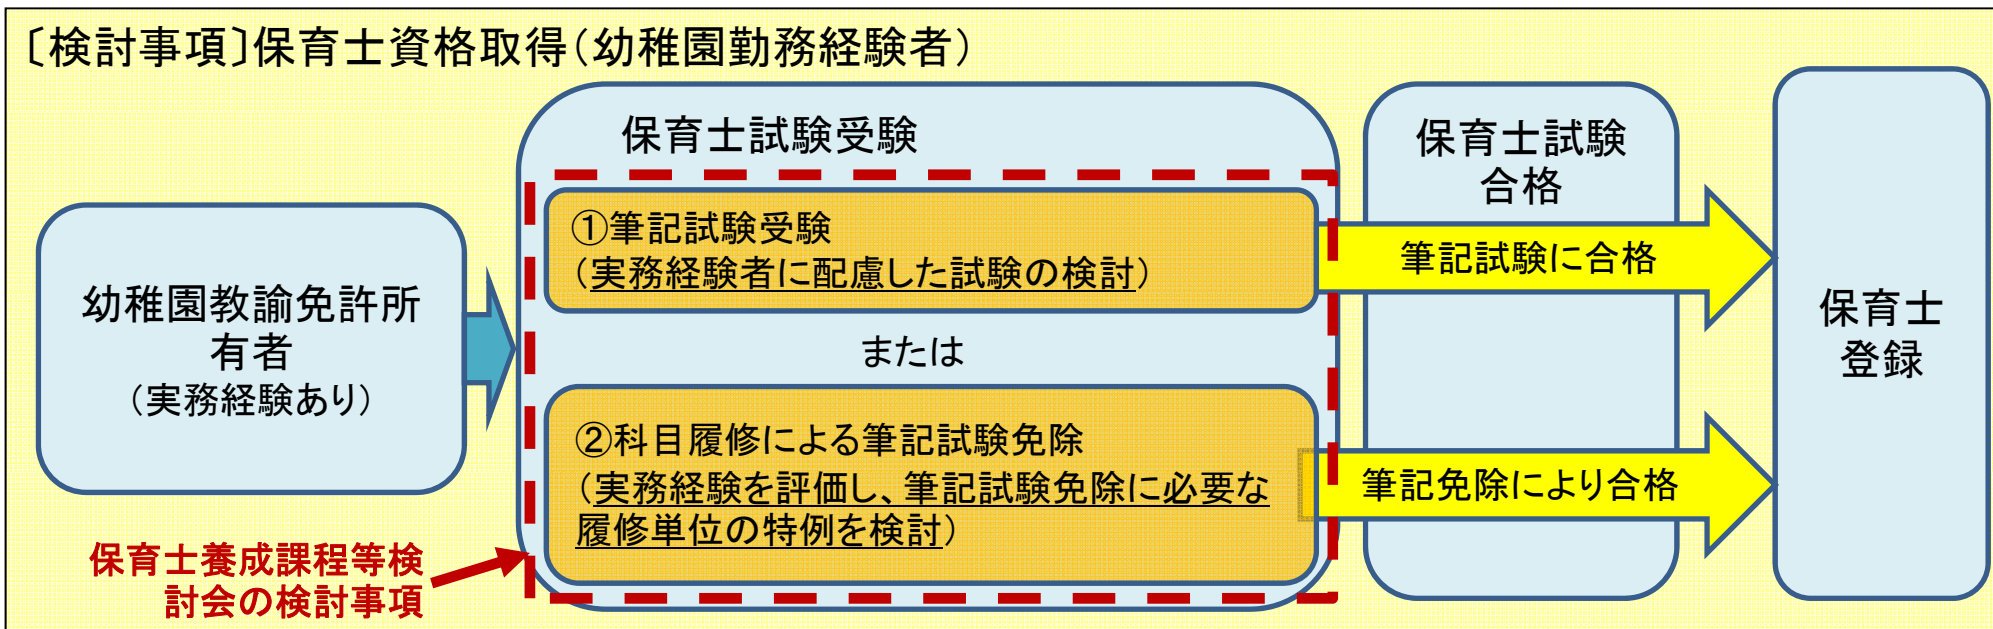 〔検討事項〕保育士資格取得（幼稚園勤務経験者）
幼稚園教諭免許所
有者
（実務経験あり）
保育士試験受験
①筆記試験受験
（実務経験者に配慮した試験の検討）
または
②科目履修による筆記試験免除
（実務経験を評価し、筆記試験免除に必要な
履修単位の特例を検討）
保育士養成課程等検
討会の検討事項
保育士試験
合格
筆記試験に合格
筆記免除により合格
保育士
登録